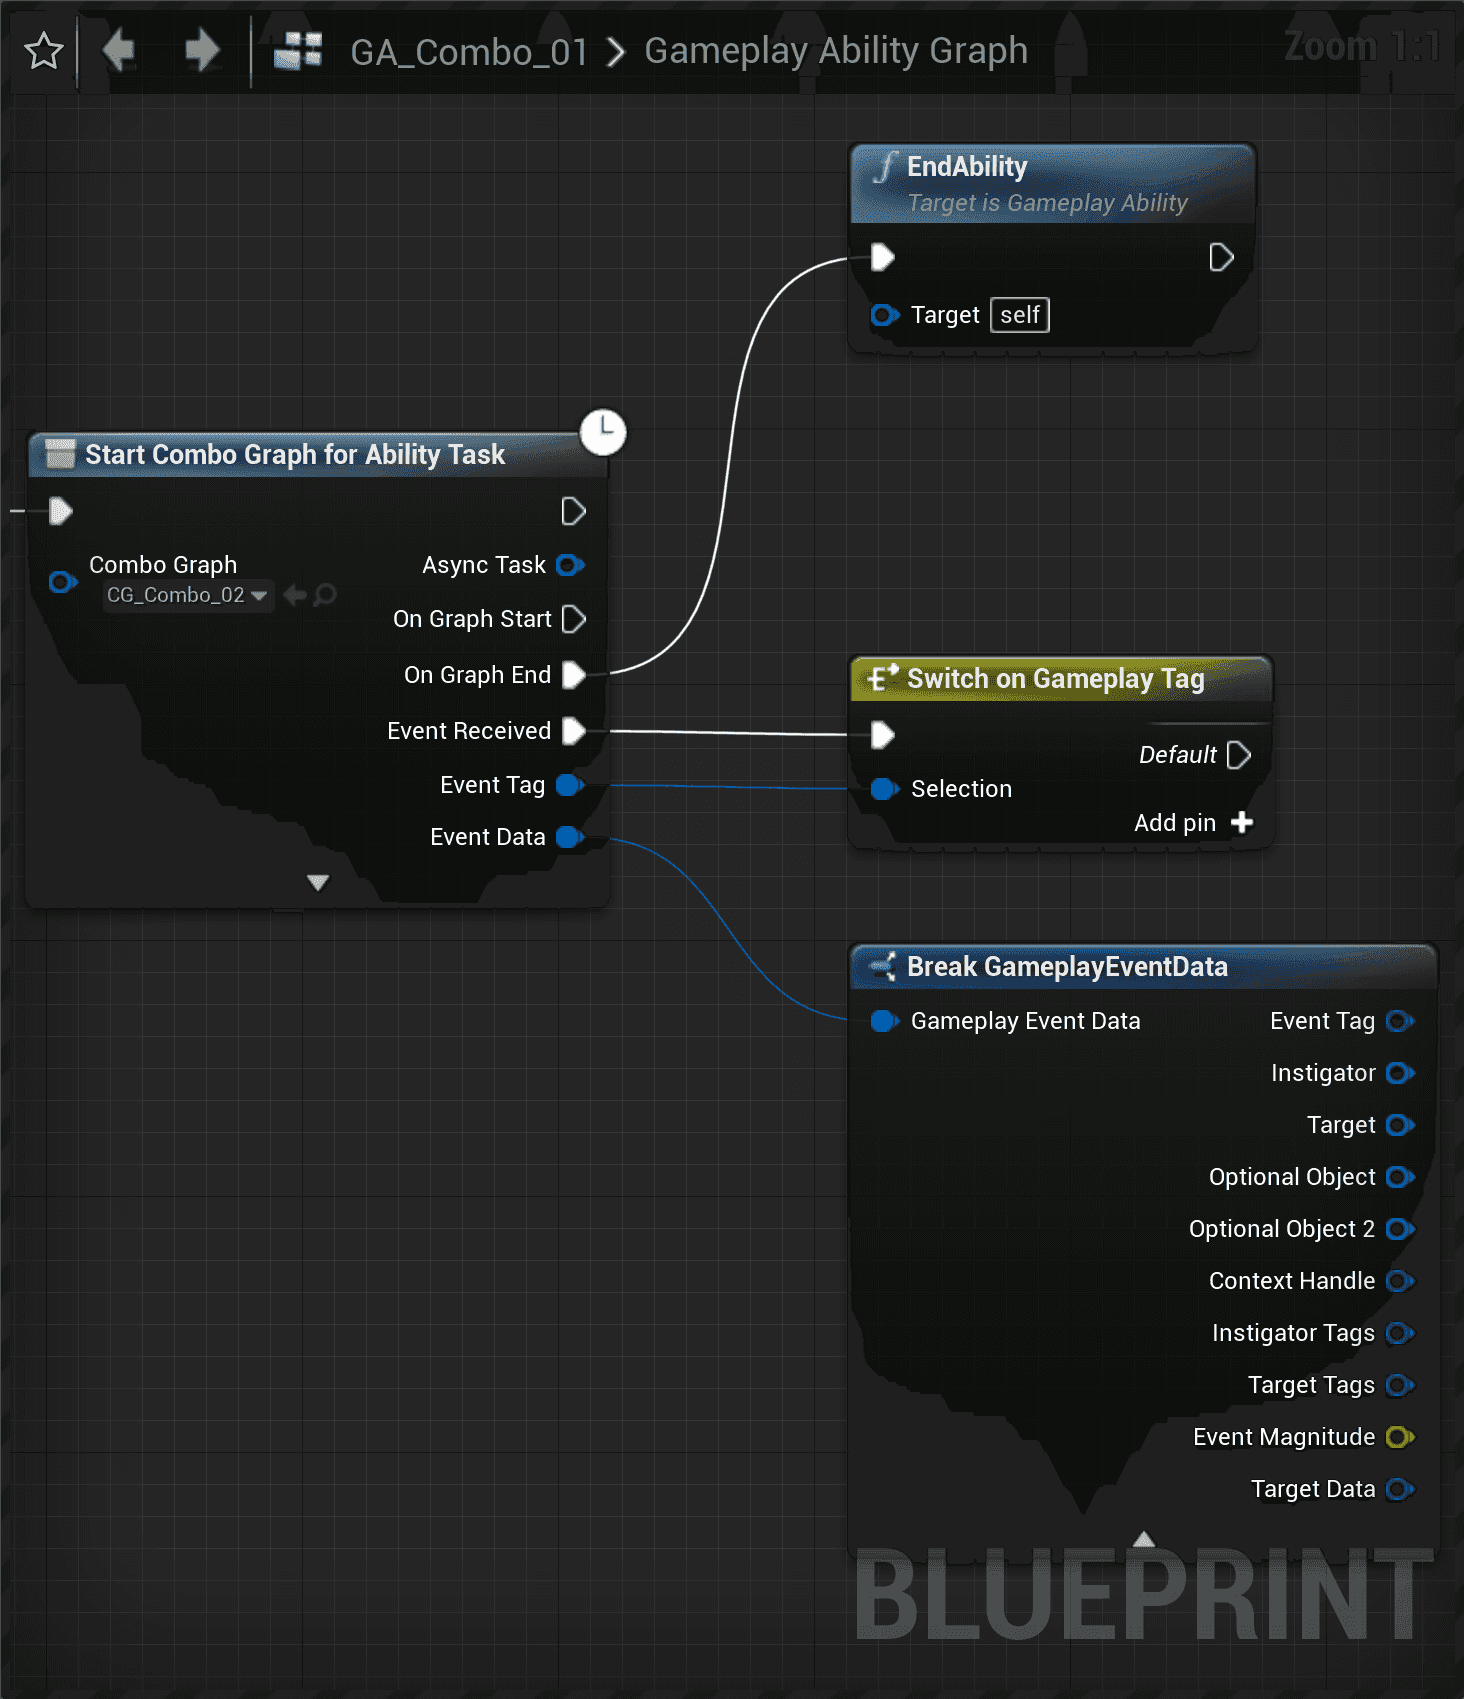 GA_Combo_01 > Gameplay Ability Graph
Zoom 1:1
EndAbility
Target is Gameplay Ability
Target self
Start Combo Graph for Ability Task
Combo Graph
CG_Combo_02
Async Task
On Graph Start
On Graph End
Event Received
Event Tag
Event Data
Switch on Gameplay Tag
Default
Selection
Add pin
Break GameplayEventData
Gameplay Event Data
Event Tag
Instigator
Target
Optional Object
Optional Object 2
Context Handle
Instigator Tags
Target Tags
Event Magnitude
Target Data
BLUEPRINT